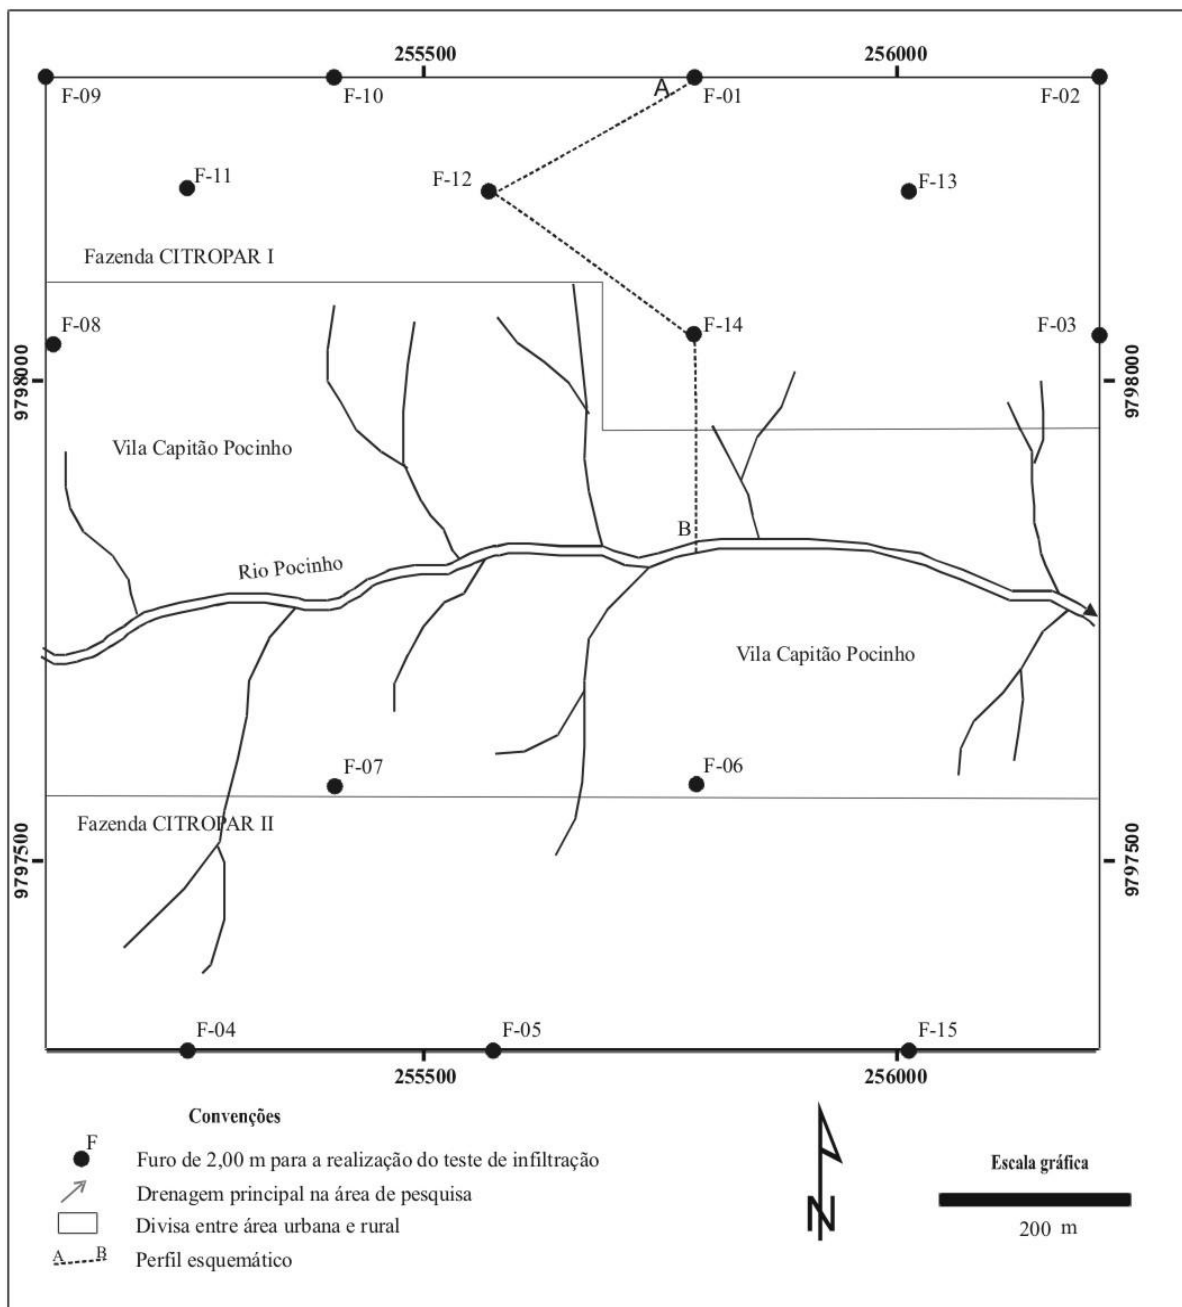 255500
256000
A
F-09
F-10
F-01
F-02
F-11
F-12
F-13
Fazenda CITROPAR I
F-08
F-14
F-03
9798000
9798000
Vila Capitão Pocinho
B
Rio Pocinho
Vila Capitão Pocinho
F-07
F-06
Fazenda CITROPAR II
9797500
9797500
F-04
F-05
F-15
255500
256000
Convenções
F
Furo de 2,00 m para a realização do teste de infiltração
Drenagem principal na área de pesquisa
Divisa entre área urbana e rural
A B
Perfil esquemático
N
Escala gráfica
200 m